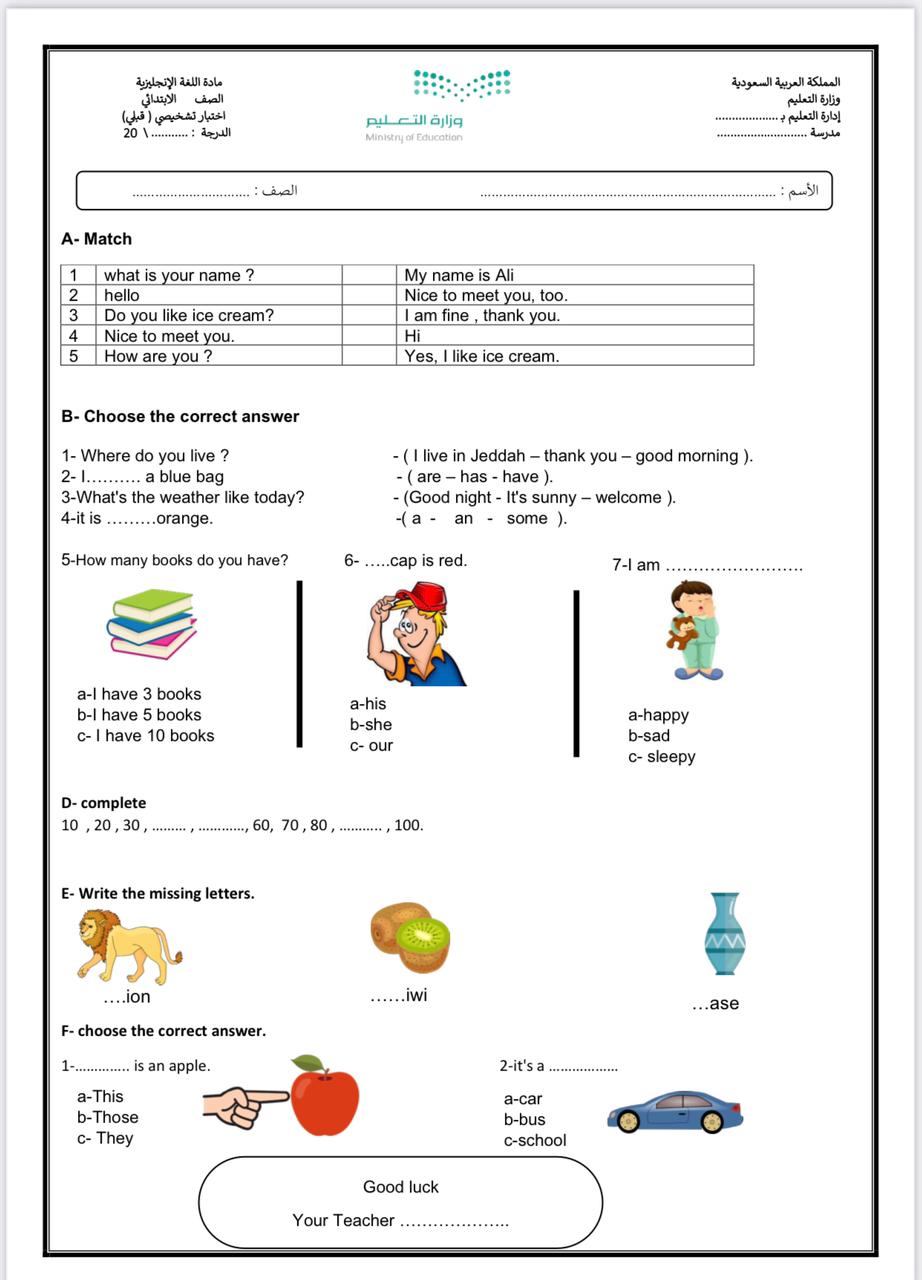 المملكة العربية السعودية
وزارة التعليم
إدارة التعليم بـ ...................
مدرسة ...........................
وزارة التعليم
Ministry of Education
مادة اللغة الإنجليزية
الصف الابتدائي
اختبار تشخيصي ( قبلي)
الدرجة : ........... \ 20
الأسم : ............................................................................. الصف : ..............................
A- Match
1 what is your name ? My name is Ali
2 hello Nice to meet you, too.
3 Do you like ice cream? I am fine , thank you.
4 Nice to meet you. Hi
5 How are you ? Yes, I like ice cream.
B- Choose the correct answer
1- Where do you live ? - ( I live in Jeddah – thank you – good morning ).
2- I.......... a blue bag - ( are – has - have ).
3-What's the weather like today? - (Good night - It's sunny – welcome ).
4-it is .........orange. -( a - an - some ).
5-How many books do you have?
a-I have 3 books
b-I have 5 books
c- I have 10 books
6- .....cap is red.
a-his
b-she
c- our
7-I am .........................
a-happy
b-sad
c- sleepy
D- complete
10 , 20 , 30 , ......... , ............, 60, 70 , 80 , ........... , 100.
E- Write the missing letters.
....ion ......iwi ...ase
F- choose the correct answer.
1-.............. is an apple.
a-This
b-Those
c- They
2-it's a ..................
a-car
b-bus
c-school
Good luck
Your Teacher ....................